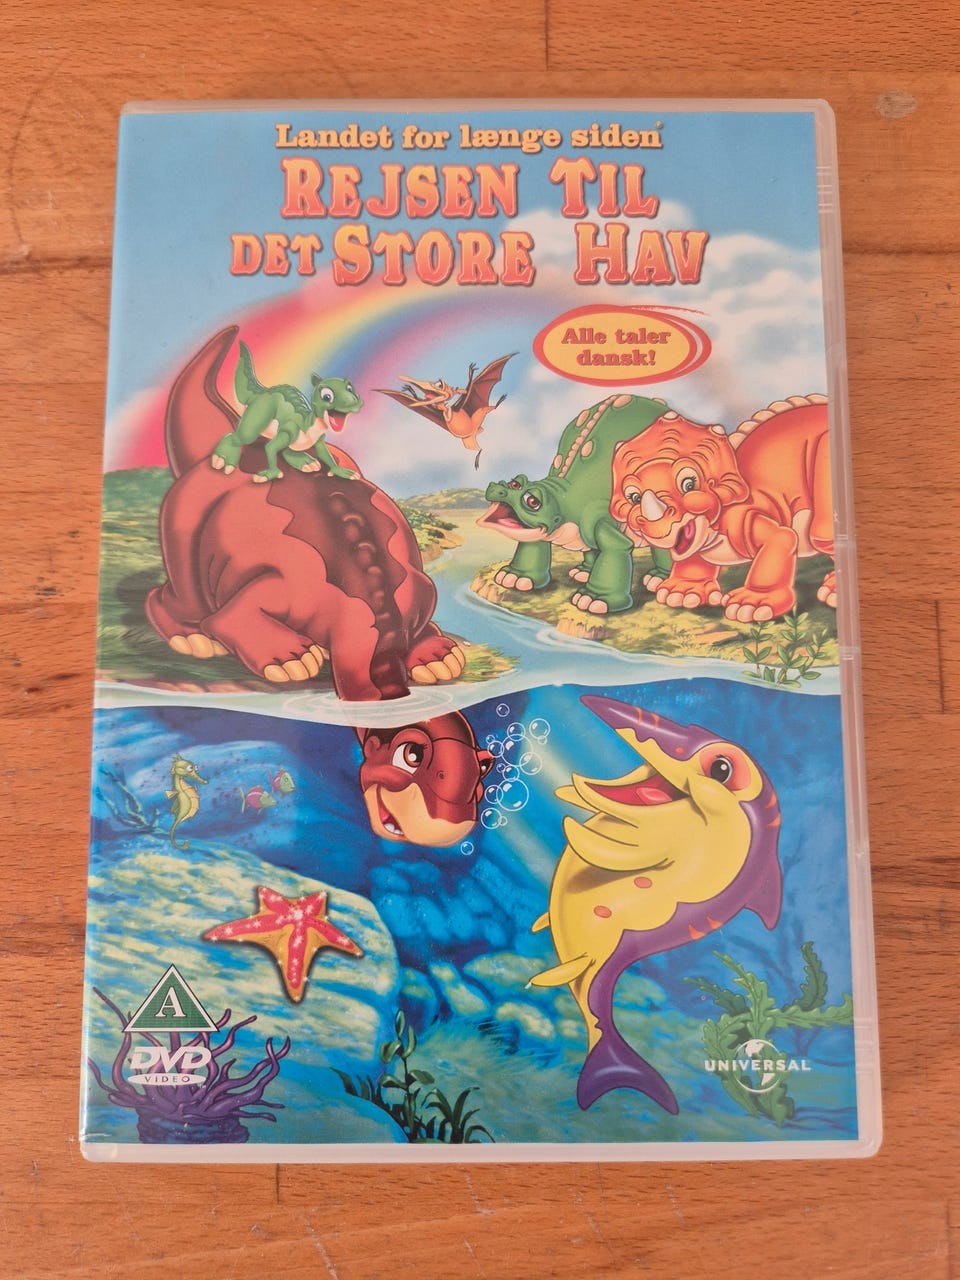 Landet for længe siden
REJSEN TIL
DET STORE HAV
Alle taler
dansk!
A
DVD
VIDEO
UNIVERSAL